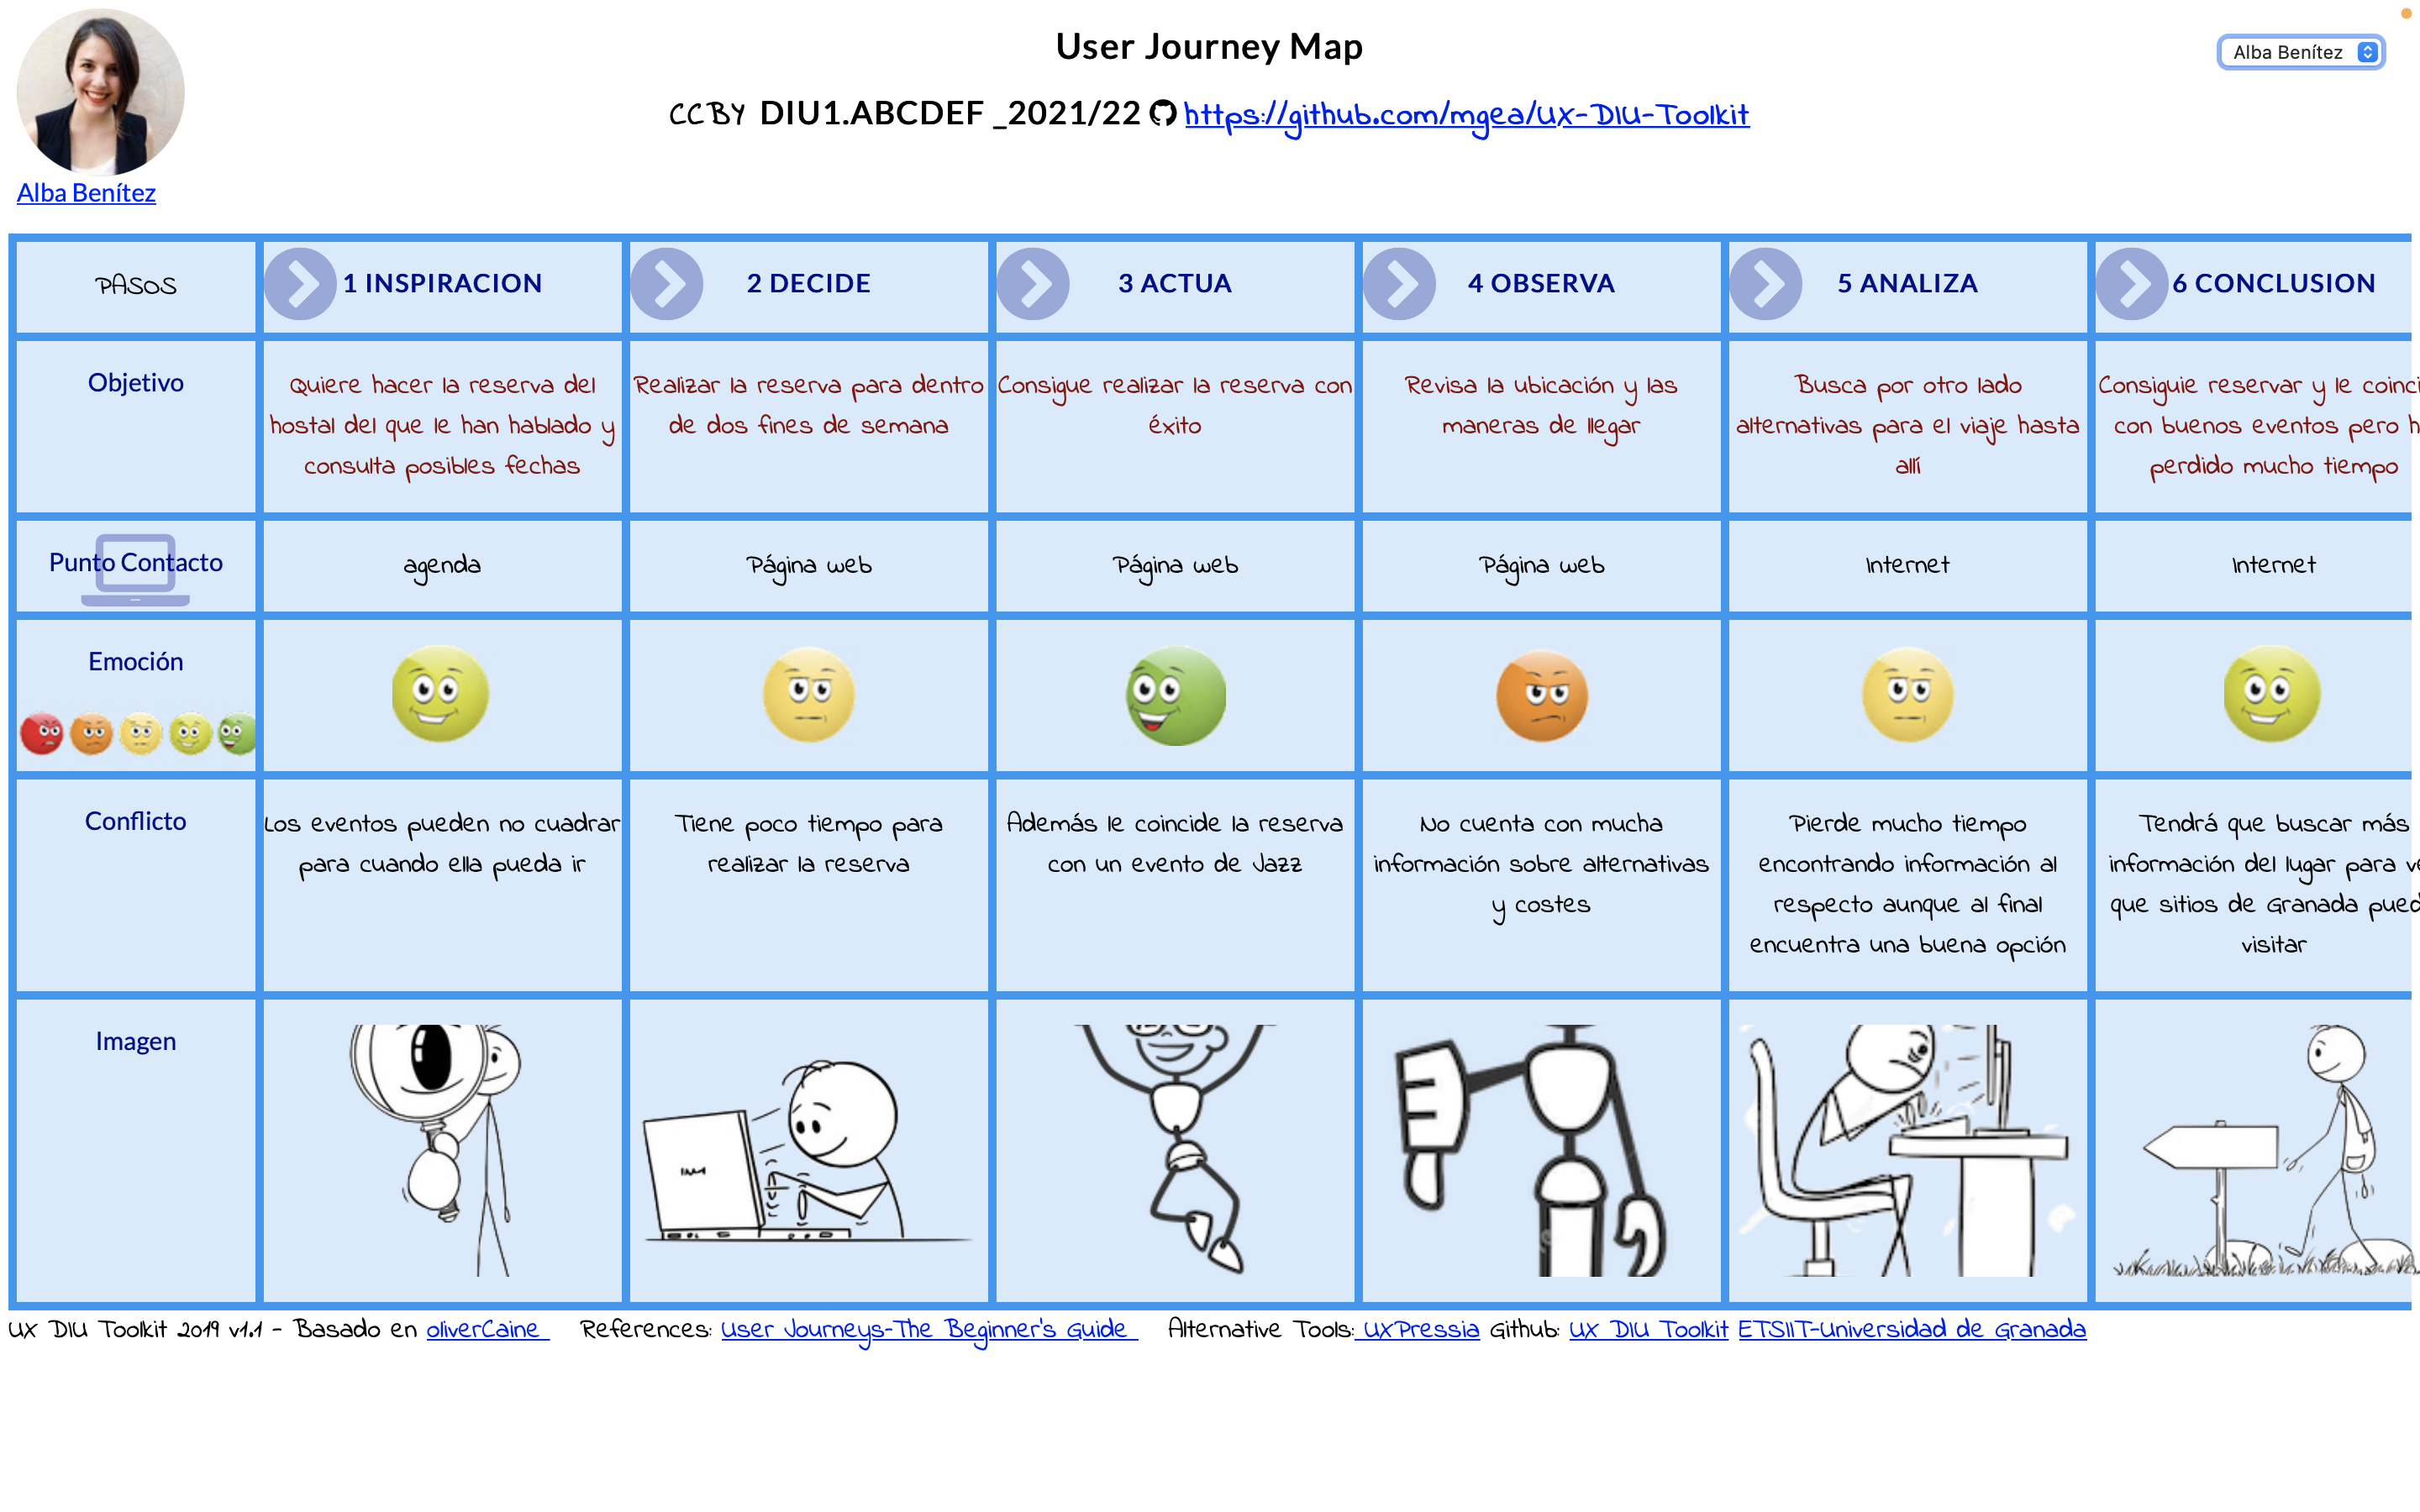 User Journey Map
Alba Benítez
CCBY DIU1.ABCDEF _2021/22 https://github.com/mgea/UX-DIU-Toolkit
Alba Benítez
PASOS
1 INSPIRACION
2 DECIDE
3 ACTUA
4 OBSERVA
5 ANALIZA
6 CONCLUSION
Objetivo
Quiere hacer la reserva del
hostal del que le han hablado y
consulta posibles fechas
Realizar la reserva para dentro
de dos fines de semana
Consigue realizar la reserva con
éxito
Revisa la ubicación y las
maneras de llegar
Busca por otro lado
alternativas para el viaje hasta
allí
Consiguie reservar y le coinci
con buenos eventos pero h
perdido mucho tiempo
Punto Contacto
agenda
Página web
Página web
Página web
Internet
Internet
Emoción
Conflicto
Los eventos pueden no cuadrar
para cuando ella pueda ir
Tiene poco tiempo para
realizar la reserva
Además le coincide la reserva
con un evento de Jazz
No cuenta con mucha
información sobre alternativas
y costes
Pierde mucho tiempo
encontrando información al
respecto aunque al final
encuentra una buena opción
Tendrá que buscar más
información del lugar para ve
que sitios de Granada pued
visitar
Imagen
UX DIU Toolkit 2019 v1.1 - Basado en oliverCaine References: User Journeys-The Beginner's Guide Alternative Tools: UXPressia Github: UX DIU Toolkit ETSIIT-Universidad de Granada